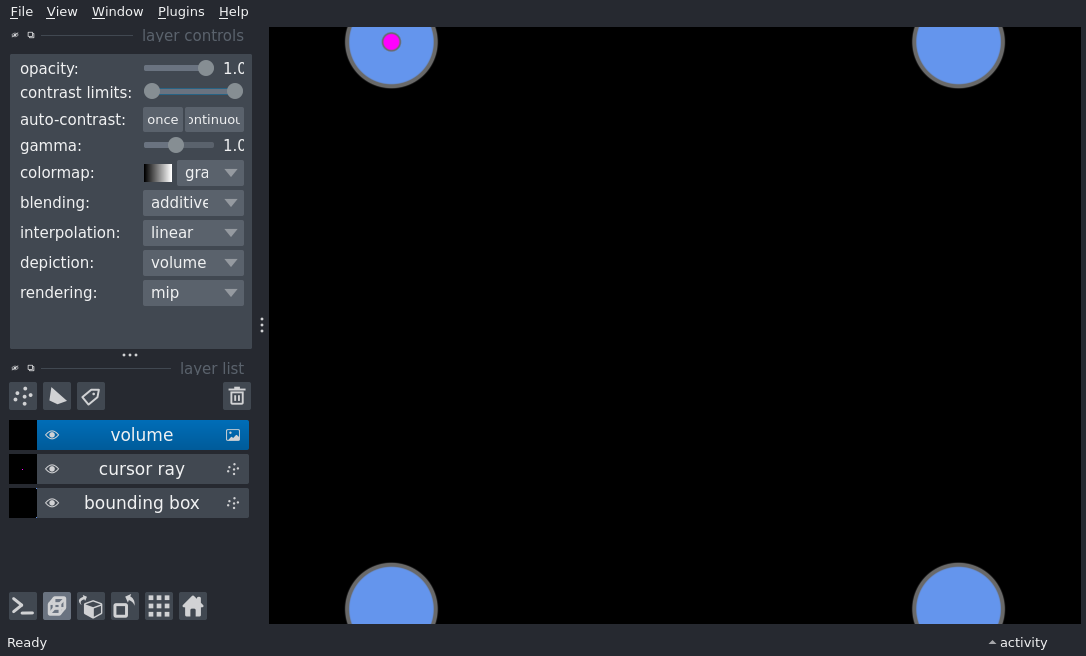 File View Window Plugins Help
layer controls
opacity: 1.0
contrast limits:
auto-contrast: once ontinuou
gamma: 1.0
colormap: gra
blending: additive
interpolation: linear
depiction: volume
rendering: mip
layer list
volume
cursor ray
bounding box
Ready activity